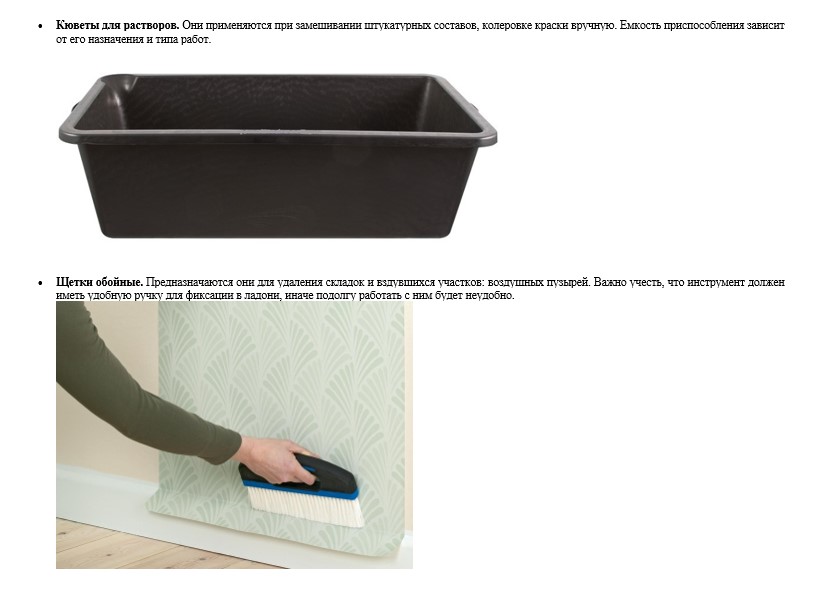 • Кюветы для растворов. Они применяются при замешивании штукатурных составов, колеровке краски вручную. Емкость приспособления зависит
от его назначения и типа работ.
• Щетки обойные. Предназначаются они для удаления складок и вздувшихся участков: воздушных пузырей. Важно учесть, что инструмент должен
иметь удобную ручку для фиксации в ладони, иначе подолгу работать с ним будет неудобно.